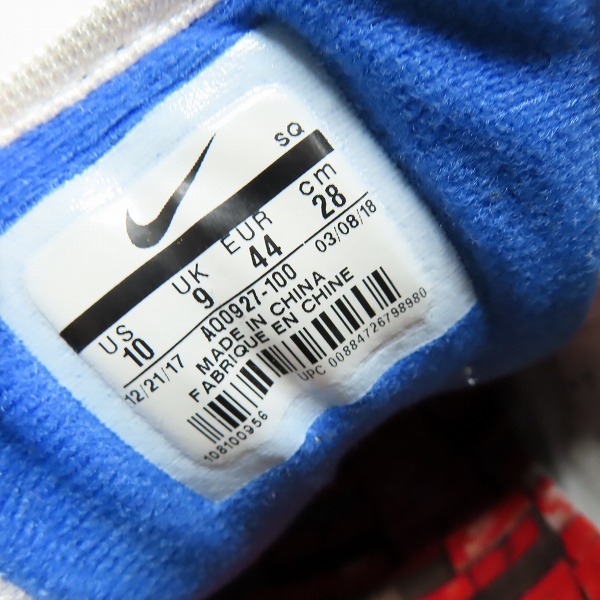 SQ
US UK EUR cm
10 9 44 28
12/21/17 AQ0927-100 03/08/18
MADE IN CHINA
FABRIQUE EN CHINE
108100956 UPC 00884726798980